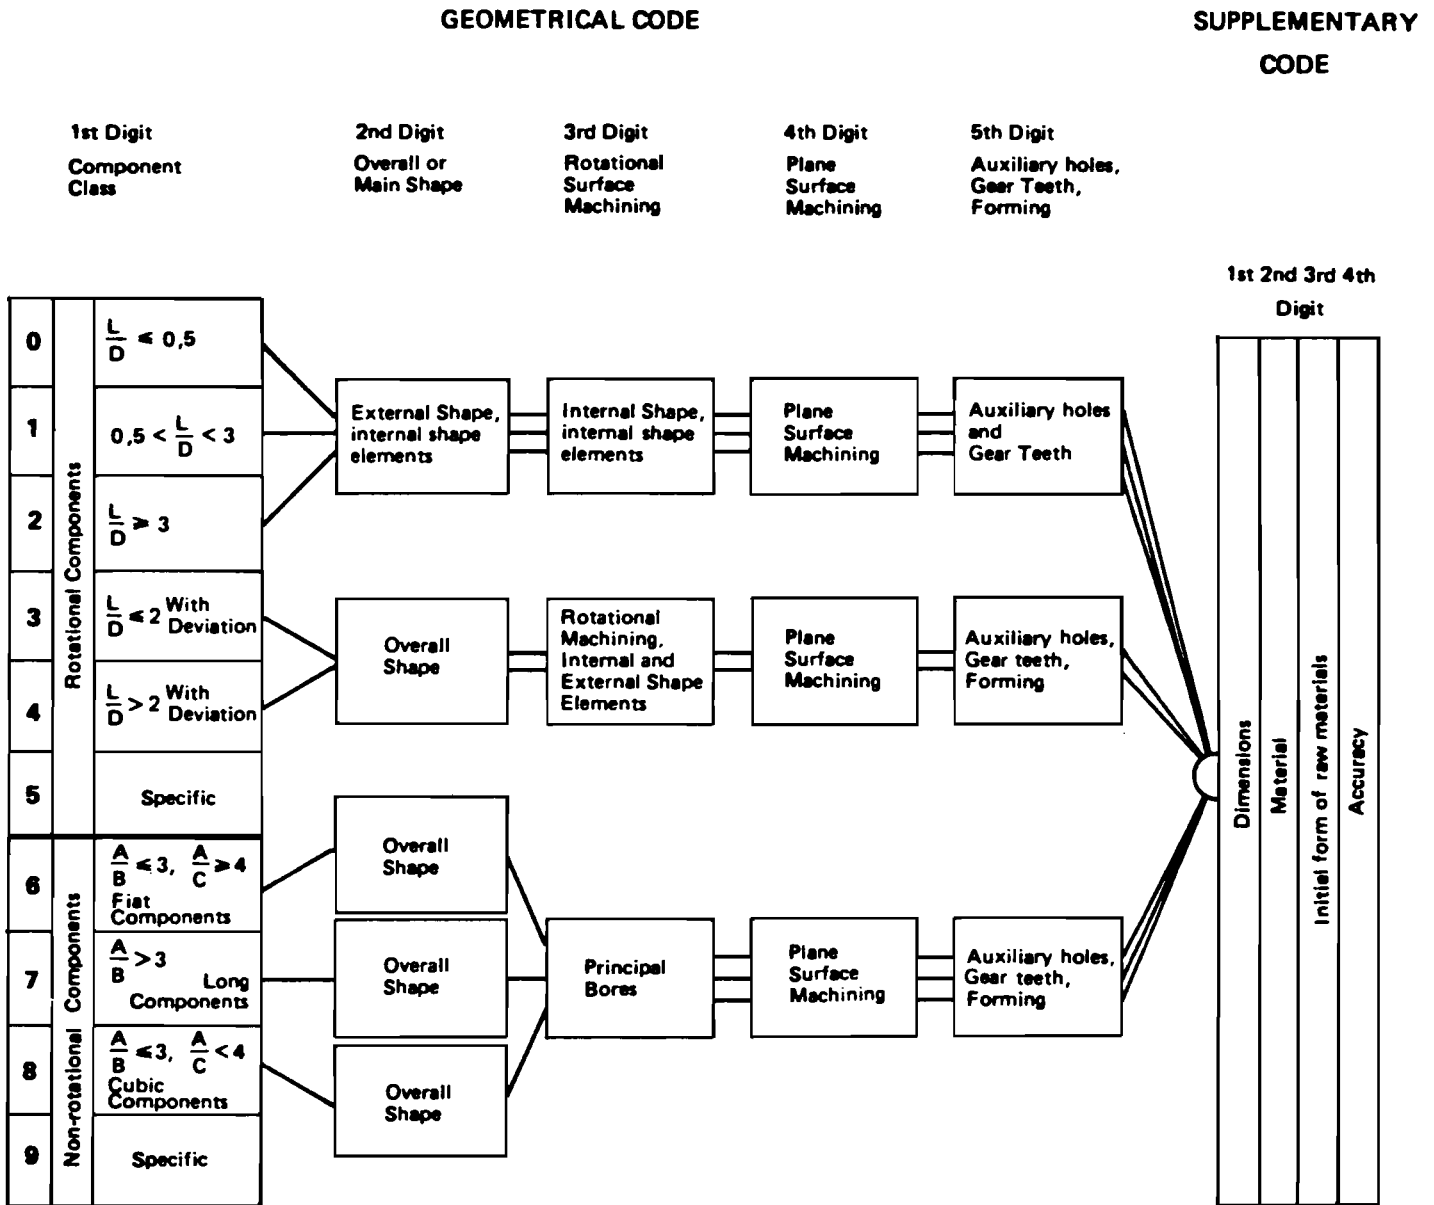 GEOMETRICAL CODE
SUPPLEMENTARY
CODE
1st Digit
Component
Class
2nd Digit
Overall or
Main Shape
3rd Digit
Rotational
Surface
Machining
4th Digit
Plane
Surface
Machining
5th Digit
Auxiliary holes,
Gear Teeth,
Forming
1st 2nd 3rd 4th
Digit
Rotational Components
0
L/D ≤ 0,5
1
0,5 < L/D < 3
2
L/D ≥ 3
3
L/D ≤ 2 With
Deviation
4
L/D > 2 With
Deviation
5
Specific
Non-rotational Components
6
A/B ≤ 3, A/C ≥ 4
Fiat
Components
7
A/B > 3
Long
Components
8
A/B ≤ 3, A/C < 4
Cubic
Components
9
Specific
External Shape,
internal shape
elements
Internal Shape,
internal shape
elements
Plane
Surface
Machining
Auxiliary holes
and
Gear Teeth
Overall
Shape
Rotational
Machining,
Internal and
External Shape
Elements
Plane
Surface
Machining
Auxiliary holes,
Gear teeth,
Forming
Overall
Shape
Overall
Shape
Overall
Shape
Principal
Bores
Plane
Surface
Machining
Auxiliary holes,
Gear teeth,
Forming
Dimensions
Material
Initial form of raw materials
Accuracy